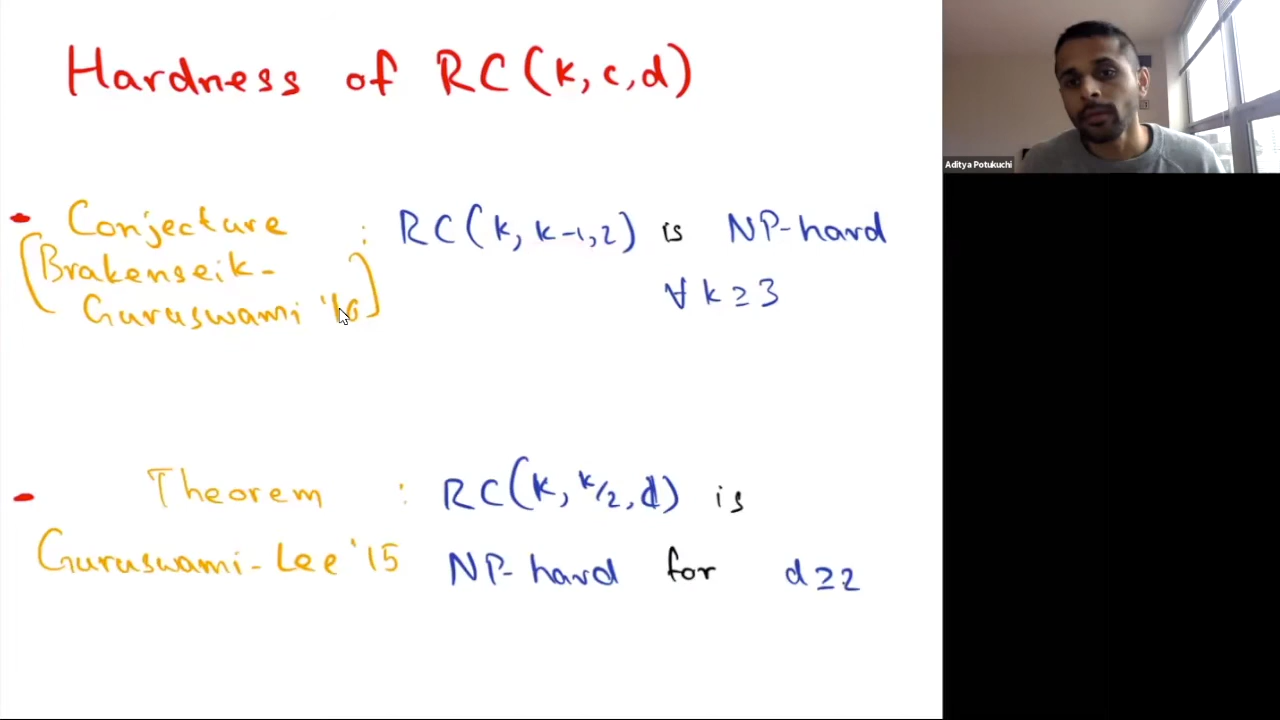 Hardness of RC(k, c, d)
Aditya Potukuchi
- Conjecture : RC(k, k-1, 2) is NP-hard
[Brakenseik-
Guruswami '16]
∀ k ≥ 3
- Theorem : RC(k, k/2, d) is
Guruswami-Lee '15 NP-hard for d ≥ 2